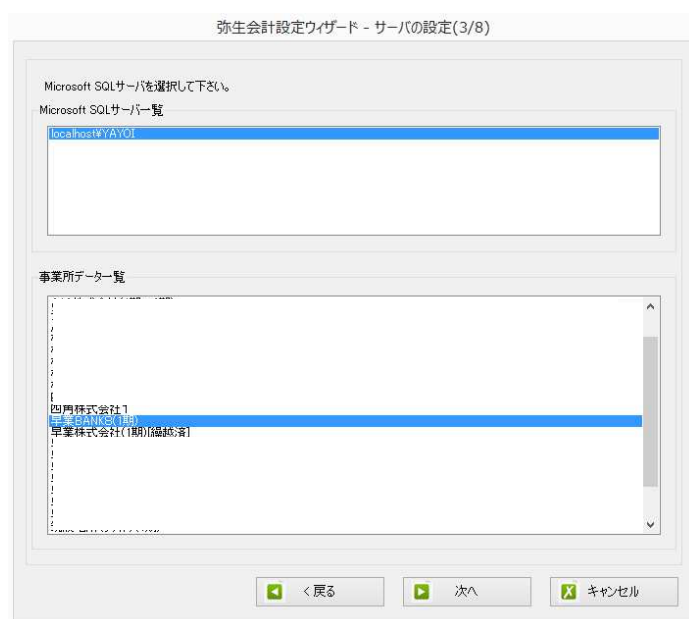 弥生会計設定ウィザード - サーバの設定(3/8)
Microsoft SQLサーバを選択して下さい。
Microsoft SQLサーバ一覧
localhost¥YAYOI
事業所データ一覧
四角株式会社1
早業BANK8(1期)
早業株式会社(1期)[繰越済]
< 戻る
次へ
キャンセル